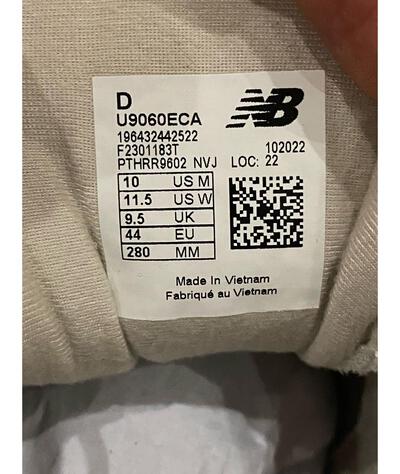 D
NB
U9060ECA
196432442522
F2301183T 102022
PTHRR9602 NVJ LOC: 22
10 US M
11.5 US W
9.5 UK
44 EU
280 MM
Made In Vietnam
Fabriqué au Vietnam